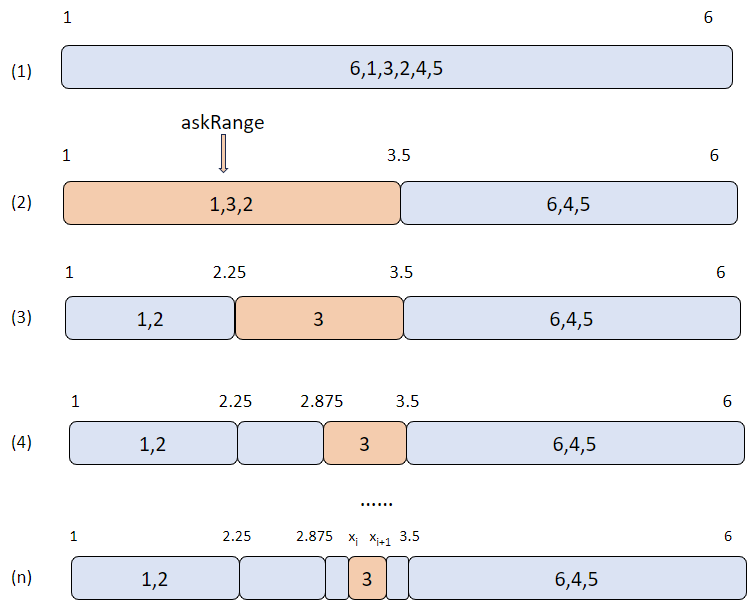 1 6
(1) 6,1,3,2,4,5
askRange
1 3.5 6
(2) 1,3,2 6,4,5
1 2.25 3.5 6
(3) 1,2 3 6,4,5
1 2.25 2.875 3.5 6
(4) 1,2 3 6,4,5
......
1 2.25 2.875 xi xi+1 3.5 6
(n) 1,2 3 6,4,5